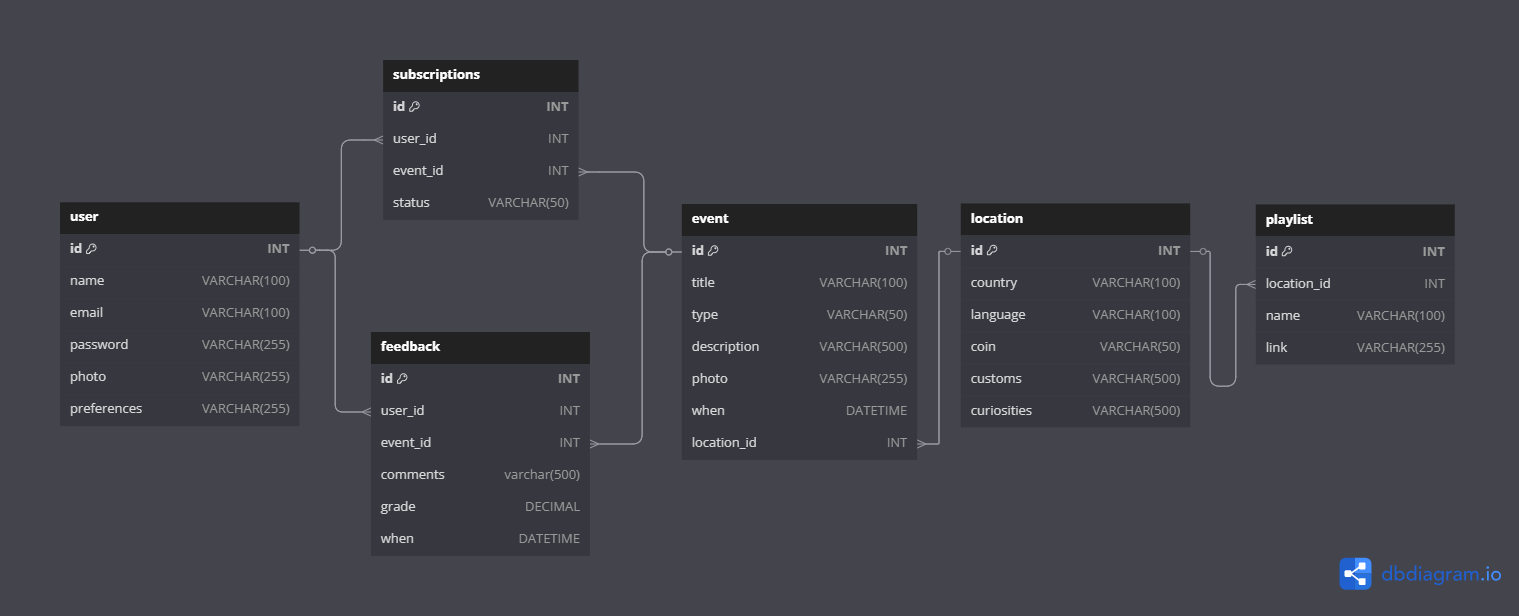 subscriptions
id INT
user_id INT
event_id INT
status VARCHAR(50)
user
id INT
name VARCHAR(100)
email VARCHAR(100)
password VARCHAR(255)
photo VARCHAR(255)
preferences VARCHAR(255)
feedback
id INT
user_id INT
event_id INT
comments varchar(500)
grade DECIMAL
when DATETIME
event
id INT
title VARCHAR(100)
type VARCHAR(50)
description VARCHAR(500)
photo VARCHAR(255)
when DATETIME
location_id INT
location
id INT
country VARCHAR(100)
language VARCHAR(100)
coin VARCHAR(50)
customs VARCHAR(500)
curiosities VARCHAR(500)
playlist
id INT
location_id INT
name VARCHAR(100)
link VARCHAR(255)
dbdiagram.io